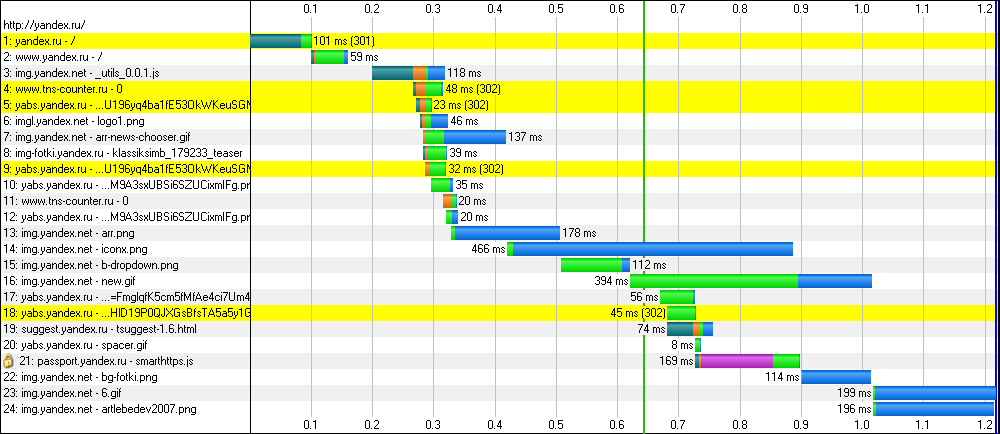 0.1 0.2 0.3 0.4 0.5 0.6 0.7 0.8 0.9 1.0 1.1 1.2
http://yandex.ru/
1: yandex.ru - / 101 ms (301)
2: www.yandex.ru - / 59 ms
3: img.yandex.net - _utils_0.0.1.js 118 ms
4: www.tns-counter.ru - 0 48 ms (302)
5: yabs.yandex.ru - 23 ms (302)
6: imgl.yandex.net - logo1.png 46 ms
7: img.yandex.net - arr-news-chooser.gif 137 ms
8: img-fotki.yandex.ru - klassiksimb_179233_teaser 39 ms
9: yabs.yandex.ru - 32 ms (302)
10: yabs.yandex.ru - 35 ms
11: www.tns-counter.ru - 0 20 ms
12: yabs.yandex.ru - 20 ms
13: img.yandex.net - arr.png 178 ms
14: img.yandex.net - iconx.png 466 ms
15: img.yandex.net - b-dropdown.png 112 ms
16: img.yandex.net - new.gif 394 ms
17: yabs.yandex.ru - 56 ms
18: yabs.yandex.ru - 45 ms (302)
19: suggest.yandex.ru - tsuggest-1.6.html 74 ms
20: yabs.yandex.ru - spacer.gif 8 ms
21: passport.yandex.ru - smarthttps.js 169 ms
22: img.yandex.net - bg-fotki.png 114 ms
23: img.yandex.net - 6.gif 199 ms
24: img.yandex.net - artlebedev2007.png 196 ms
0.1 0.2 0.3 0.4 0.5 0.6 0.7 0.8 0.9 1.0 1.1 1.2